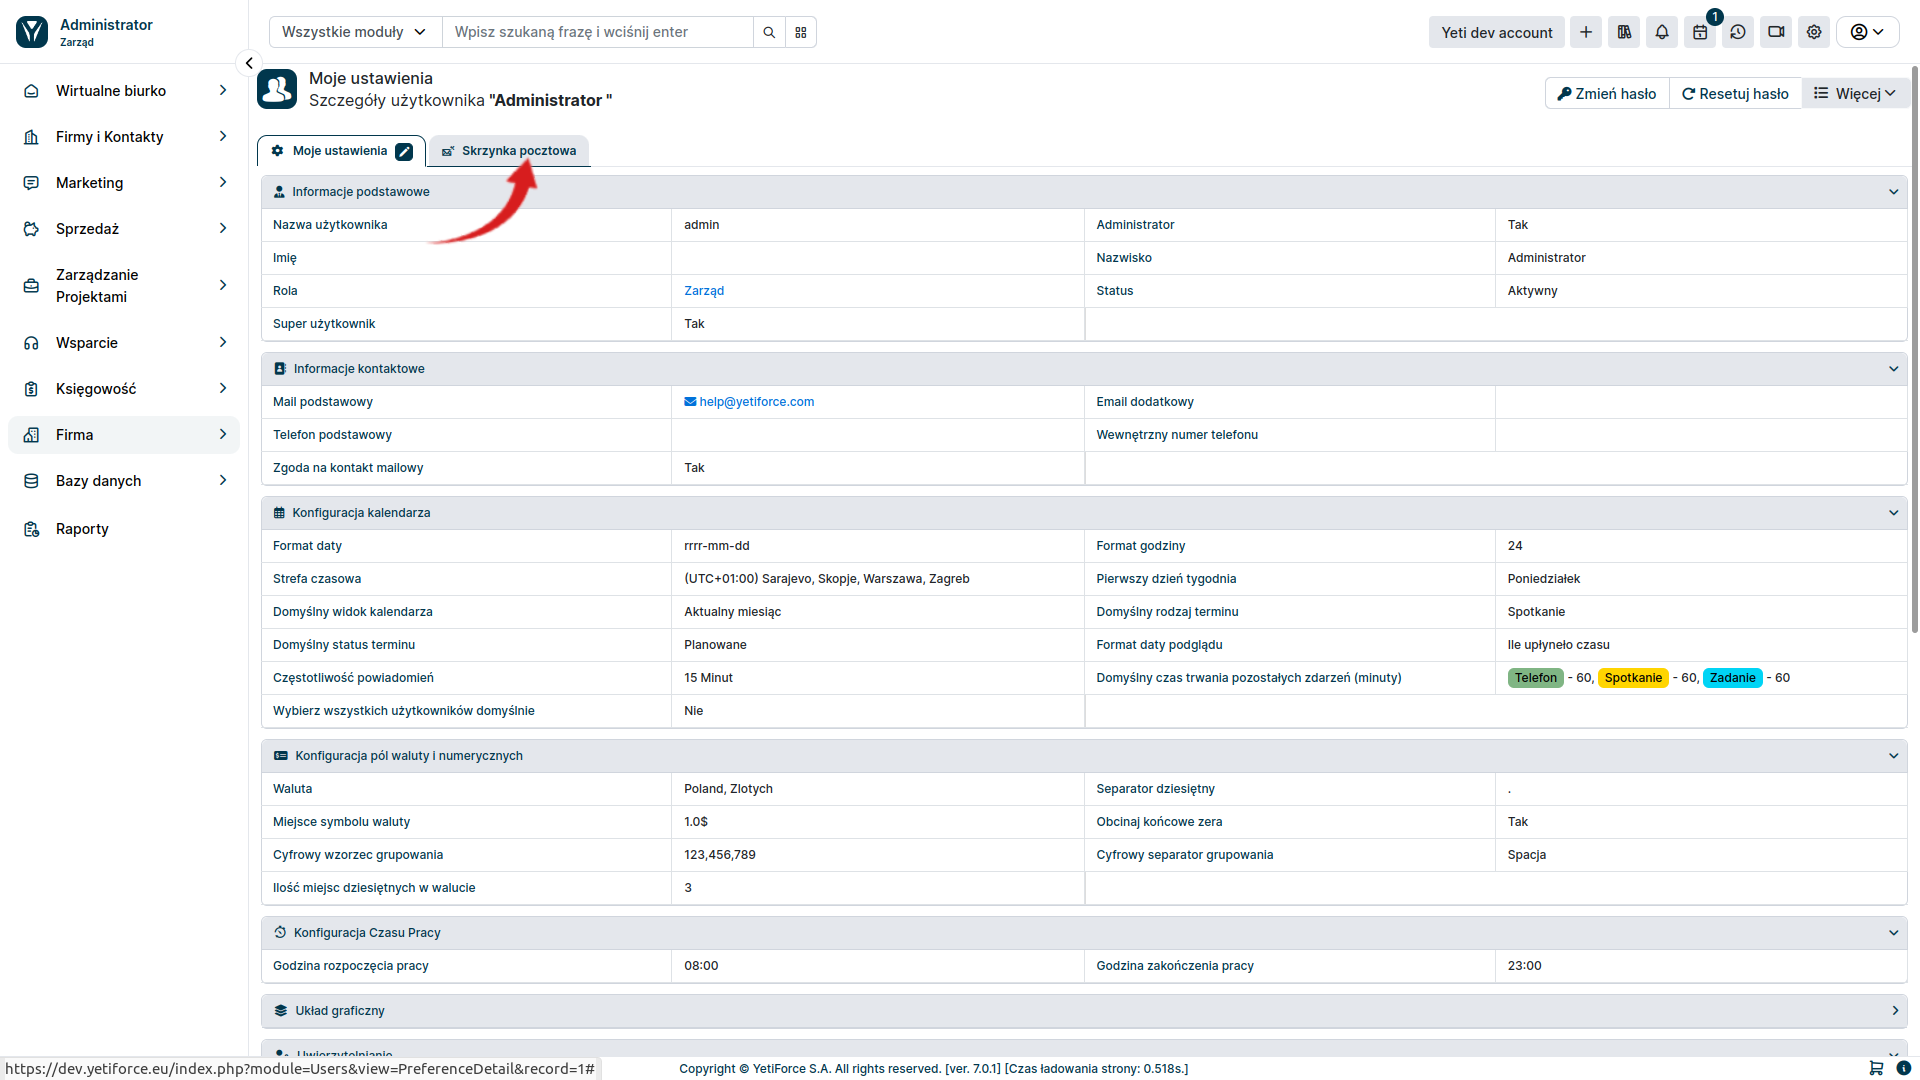 Administrator
Zarząd
Wszystkie moduły
Wpisz szukaną frazę i wciśnij enter
Yeti dev account
1
Wirtualne biurko
Firmy i Kontakty
Marketing
Sprzedaż
Zarządzanie
Projektami
Wsparcie
Księgowość
Firma
Bazy danych
Raporty
Moje ustawienia
Szczegóły użytkownika "Administrator "
Zmień hasło
Resetuj hasło
Więcej
Moje ustawienia
Skrzynka pocztowa
Informacje podstawowe
Nazwa użytkownika admin Administrator Tak
Imię Nazwisko Administrator
Rola Zarząd Status Aktywny
Super użytkownik Tak
Informacje kontaktowe
Mail podstawowy help@yetiforce.com Email dodatkowy
Telefon podstawowy Wewnętrzny numer telefonu
Zgoda na kontakt mailowy Tak
Konfiguracja kalendarza
Format daty rrrr-mm-dd Format godziny 24
Strefa czasowa (UTC+01:00) Sarajevo, Skopje, Warszawa, Zagreb Pierwszy dzień tygodnia Poniedziałek
Domyślny widok kalendarza Aktualny miesiąc Domyślny rodzaj terminu Spotkanie
Domyślny status terminu Planowane Format daty podglądu Ile upłyneło czasu
Częstotliwość powiadomień 15 Minut Domyślny czas trwania pozostałych zdarzeń (minuty) Telefon - 60, Spotkanie - 60, Zadanie - 60
Wybierz wszystkich użytkowników domyślnie Nie
Konfiguracja pól waluty i numerycznych
Waluta Poland, Zlotych Separator dziesiętny .
Miejsce symbolu waluty 1.0$ Obcinaj końcowe zera Tak
Cyfrowy wzorzec grupowania 123,456,789 Cyfrowy separator grupowania Spacja
Ilość miejsc dziesiętnych w walucie 3
Konfiguracja Czasu Pracy
Godzina rozpoczęcia pracy 08:00 Godzina zakończenia pracy 23:00
Układ graficzny
Uwierzytelnianie
https://dev.yetiforce.eu/index.php?module=Users&view=PreferenceDetail&record=1#
Copyright © YetiForce S.A. All rights reserved. [ver. 7.0.1] [Czas ładowania strony: 0.518s.]